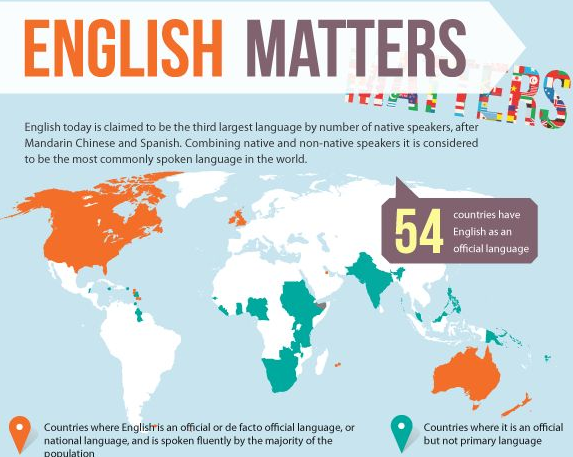 ENGLISH MATTERS
MATTERS
English today is claimed to be the third largest language by number of native speakers, after
Mandarin Chinese and Spanish. Combining native and non-native speakers it is considered
to be the most commonly spoken language in the world.
54
countries have
English as an
official language
Countries where English is an official or de facto official language, or
national language, and is spoken fluently by the majority of the
population
Countries where it is an official
but not primary language